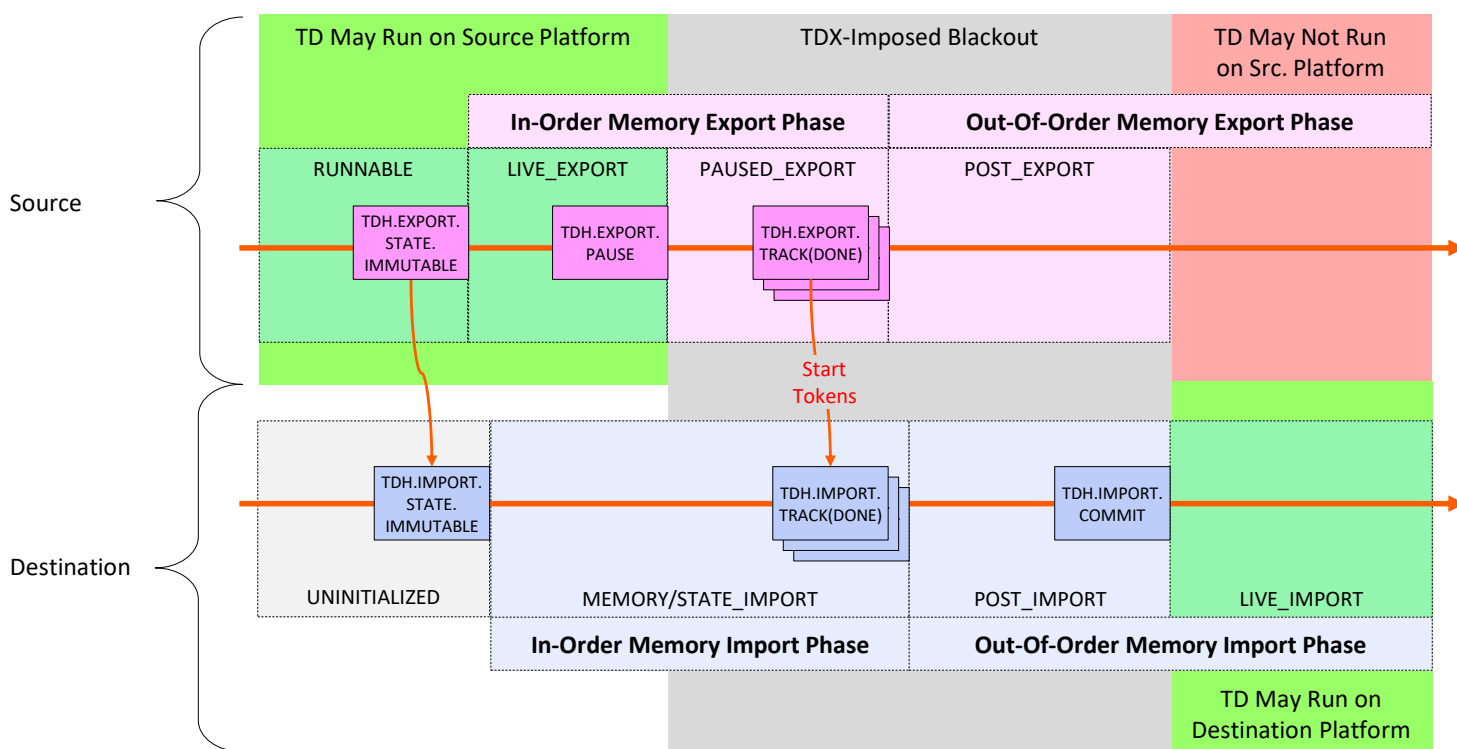 TD May Run on Source Platform
TDX-Imposed Blackout
TD May Not Run
on Src. Platform
In-Order Memory Export Phase
Out-Of-Order Memory Export Phase
RUNNABLE
LIVE_EXPORT
PAUSED_EXPORT
POST_EXPORT
Source
TDH.EXPORT.
STATE.
IMMUTABLE
TDH.EXPORT.
PAUSE
TDH.EXPORT.
TRACK(DONE)
Start
Tokens
TDH.IMPORT.
STATE.
IMMUTABLE
TDH.IMPORT.
TRACK(DONE)
TDH.IMPORT.
COMMIT
Destination
UNINITIALIZED
MEMORY/STATE_IMPORT
POST_IMPORT
LIVE_IMPORT
In-Order Memory Import Phase
Out-Of-Order Memory Import Phase
TD May Run on
Destination Platform